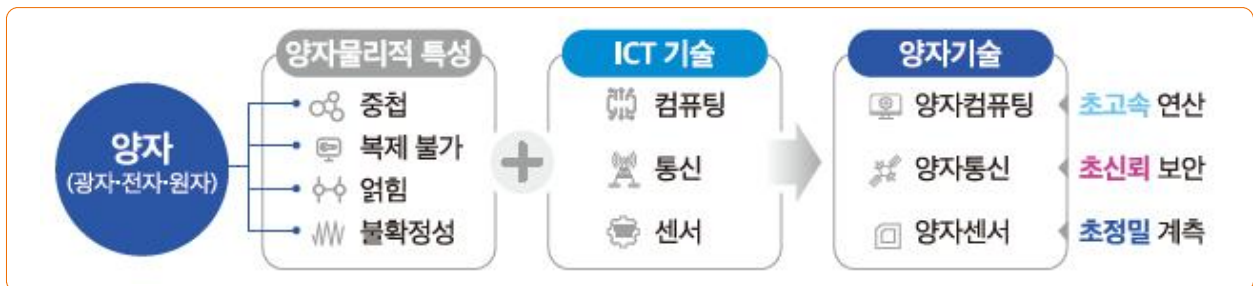 양자
(광자·전자·원자)
양자물리적 특성
중첩
복제 불가
얽힘
불확정성
ICT 기술
컴퓨팅
통신
센서
양자기술
양자컴퓨팅
양자통신
양자센서
초고속 연산
초신뢰 보안
초정밀 계측